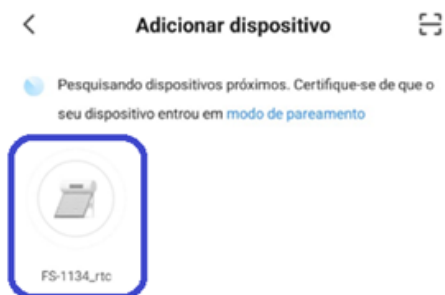 Adicionar dispositivo
Pesquisando dispositivos próximos. Certifique-se de que o
seu dispositivo entrou em modo de pareamento
FS-1134_rtc